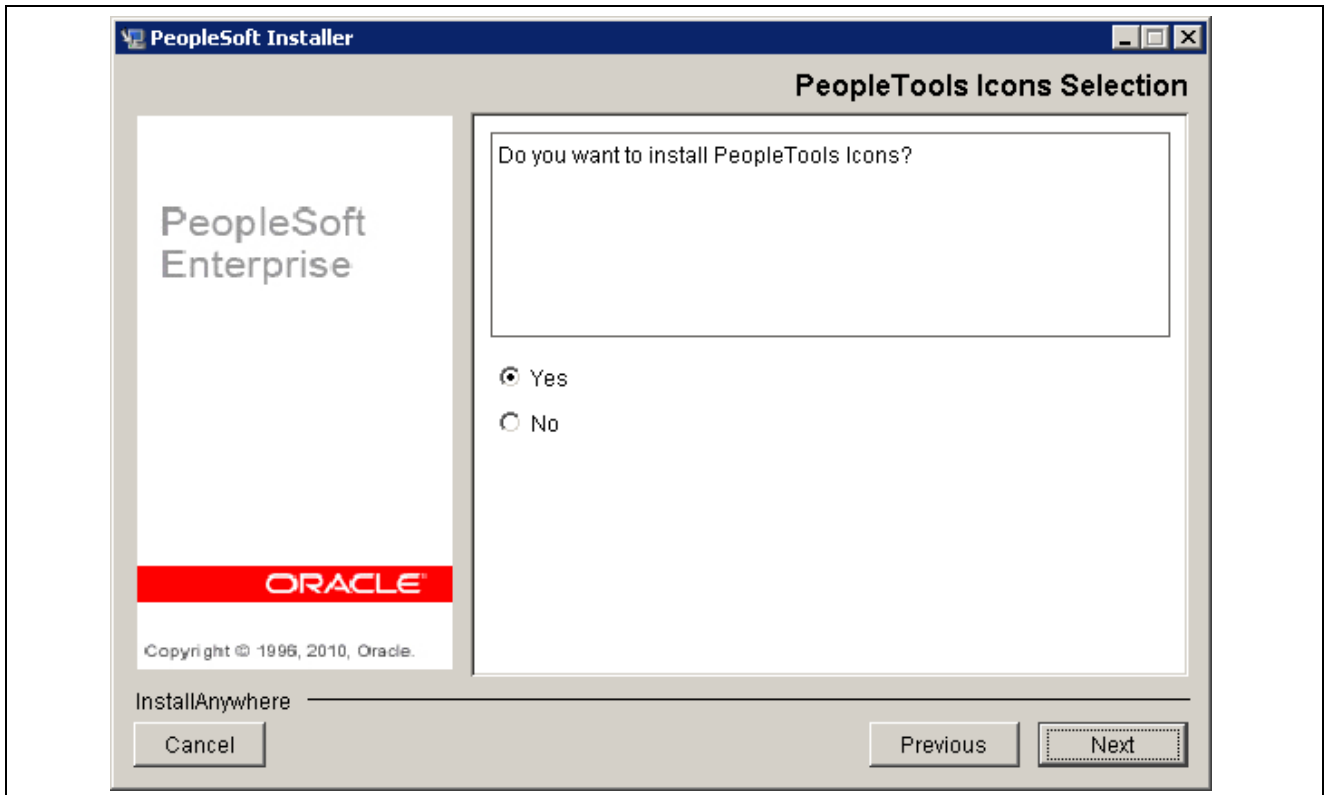 PeopleSoft Installer
PeopleTools Icons Selection
PeopleSoft
Enterprise
ORACLE
Copyright © 1996, 2010, Oracle.
Do you want to install PeopleTools Icons?
Yes
No
InstallAnywhere
Cancel
Previous
Next